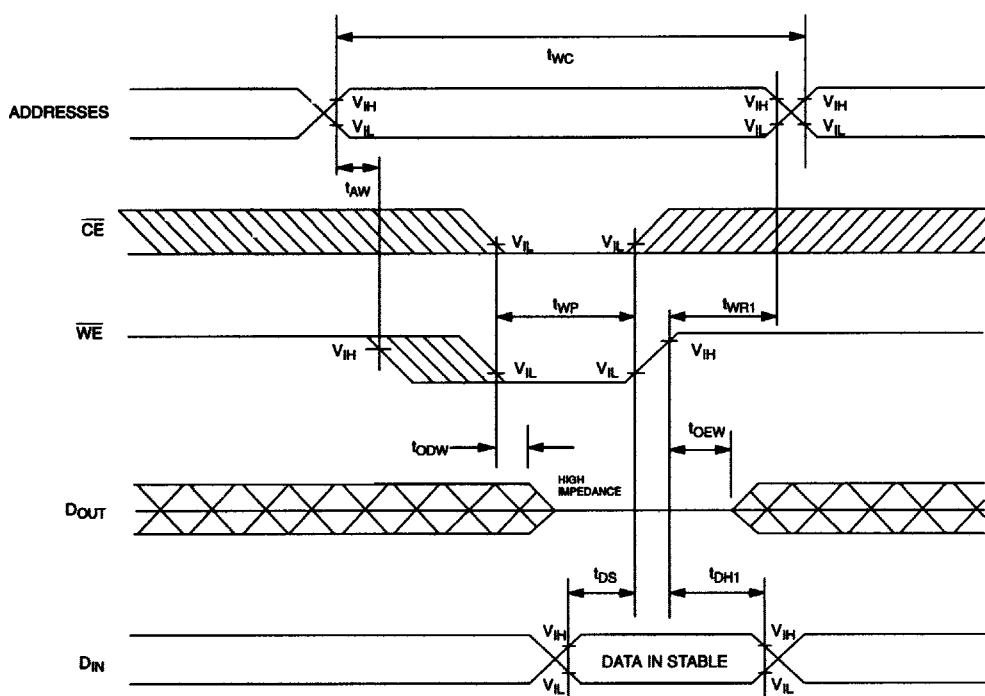 tWC
ADDRESSES
VIH
VIL
VIH
VIL
VIH
VIL
tAW
CE
VIL
VIL
tWP
tWR1
WE
VIH
VIL
VIL
VIH
tODW
tOEW
HIGH
IMPEDANCE
DOUT
tDS
tDH1
DIN
VIH
VIL
DATA IN STABLE
VIH
VIL